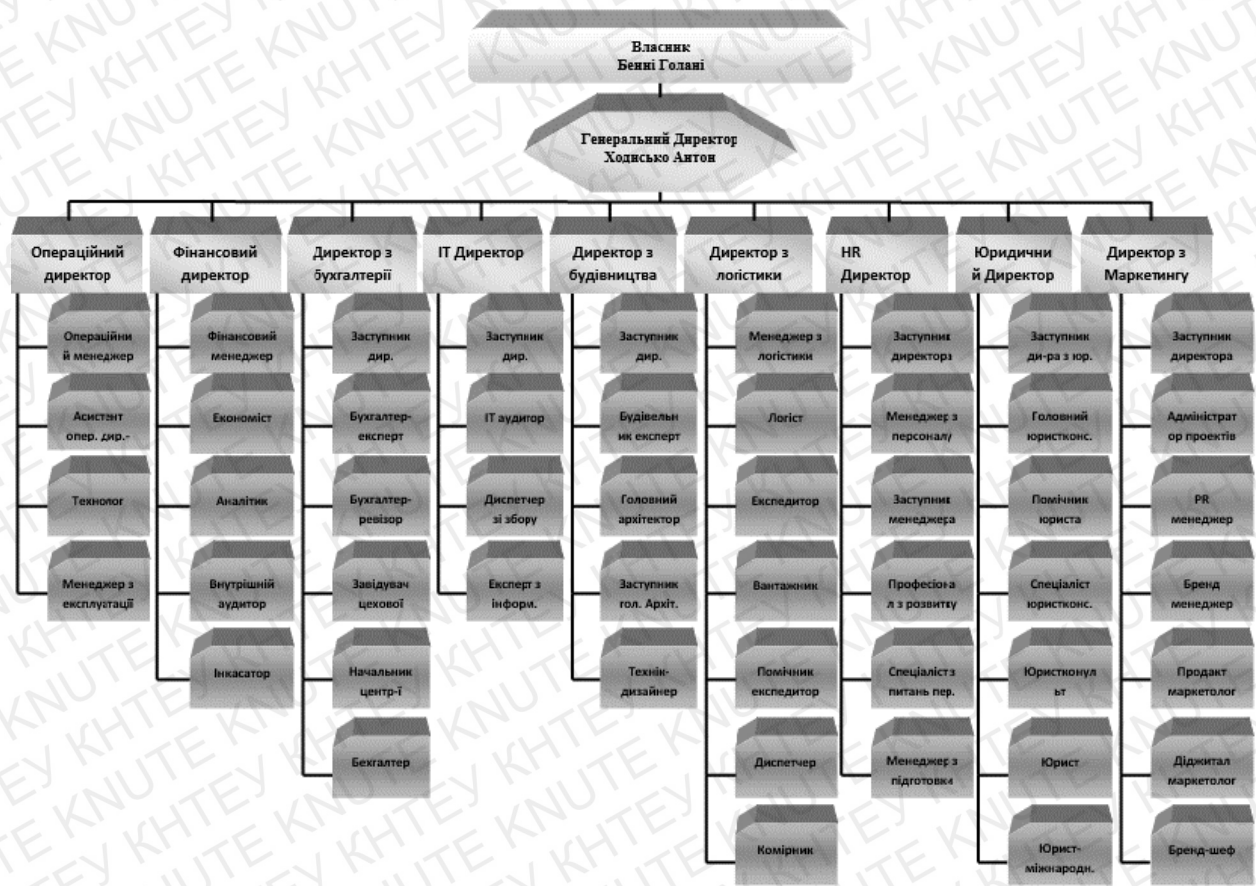 Власник
Бенні Голані
Генеральний Директор
Ходисько Антон
Операційний
директор
Фінансовий
директор
Директор з
бухгалтерії
ІТ Директор
Директор з
будівництва
Директор з
логістики
HR
Директор
Юридични
й Директор
Директор з
Маркетингу
Операційни
й менеджер
Асистент
опер. дир.-
Технолог
Менеджер з
експлуатації
Фінансовий
менеджер
Економіст
Аналітик
Внутрішній
аудитор
Інкасатор
Заступник
дир.
Бухгалтер-
експерт
Бухгалтер-
ревізор
Завідувач
цехової
Начальник
центр-ї
Бехгалтер
Заступник
дир.
ІТ аудитор
Диспетчер
зі збору
Експерт з
інформ.
Заступник
дир.
Будівельн
ик експерт
Головний
архітектор
Заступник
гол. Архіт.
Технік-
дизайнер
Менеджер з
логістики
Логіст
Експедитор
Вантажник
Помічник
експедитор
Диспетчер
Комірник
Заступник
директора
Менеджер з
персоналу
Заступник
менеджера
Професіона
л з розвитку
Спеціаліст з
питань пер.
Менеджер з
підготовки
Заступник
ди-ра з юр.
Головний
юристконс.
Помічник
юриста
Спеціаліст
юристконс.
Юристконул
ьт
Юрист
Юрист-
міжнародн.
Заступник
директора
Адміністрат
ор проектів
PR
менеджер
Бренд
менеджер
Продакт
маркетолог
Діджитал
маркетолог
Бренд-шеф